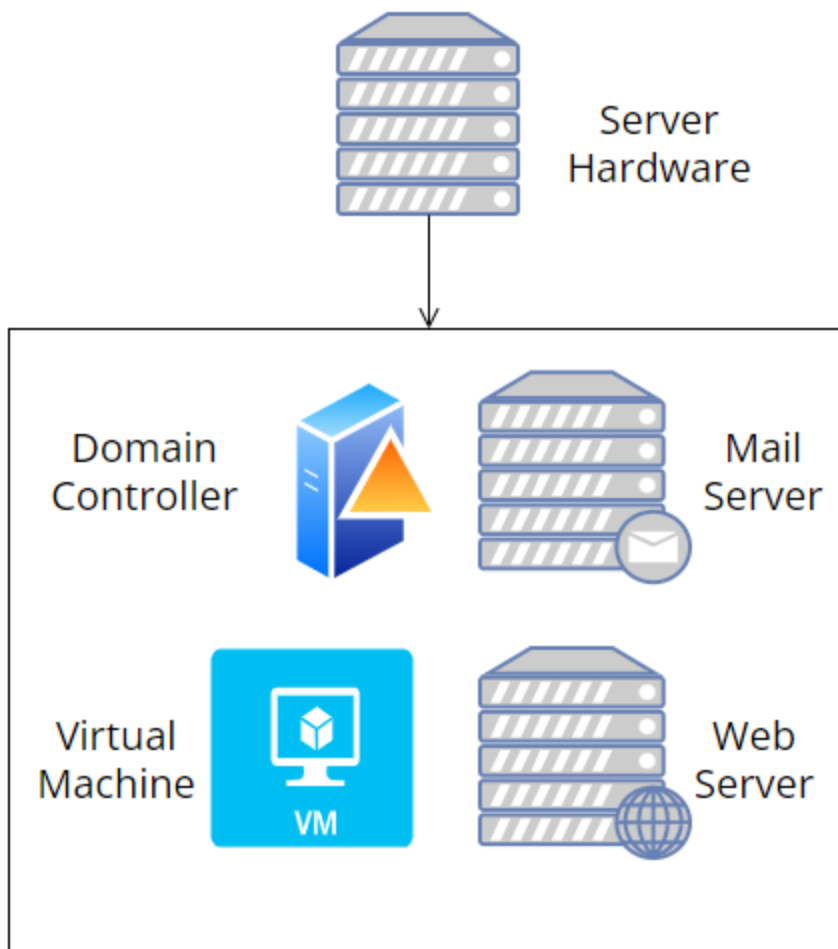 Server
Hardware
Domain
Controller
Mail
Server
Virtual
Machine
VM
Web
Server